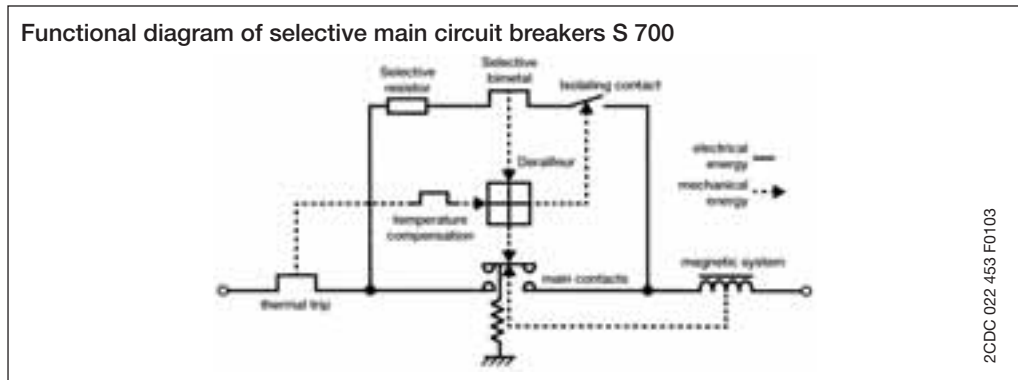 Functional diagram of selective main circuit breakers S 700
Selective
resistor
Selective
bimetal
Isolating contact
Derailleur
electrical
energy
mechanical
energy
temperature
compensation
thermal trip
main contacts
magnetic system
2CDC 022 453 F0103